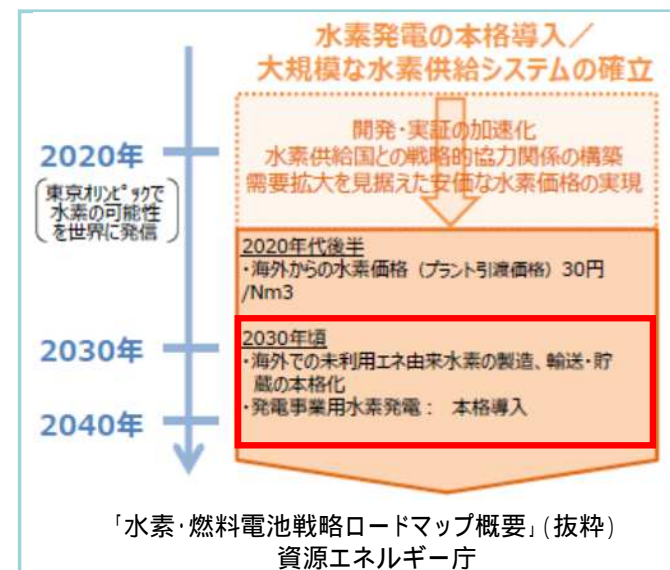 水素発電の本格導入／
大規模な水素供給システムの確立
開発・実証の加速化
水素供給国との戦略的協力関係の構築
需要拡大を見据えた安価な水素価格の実現
2020年
東京オリンピックで
水素の可能性
を世界に発信
2020年代後半
・海外からの水素価格（プラント引渡価格）30円
/Nm3
2030年
2030年頃
・海外での未利用エネ由来水素の製造、輸送・貯
蔵の本格化
・発電事業用水素発電：　本格導入
2040年
「水素・燃料電池戦略ロードマップ概要」(抜粋)
資源エネルギー庁